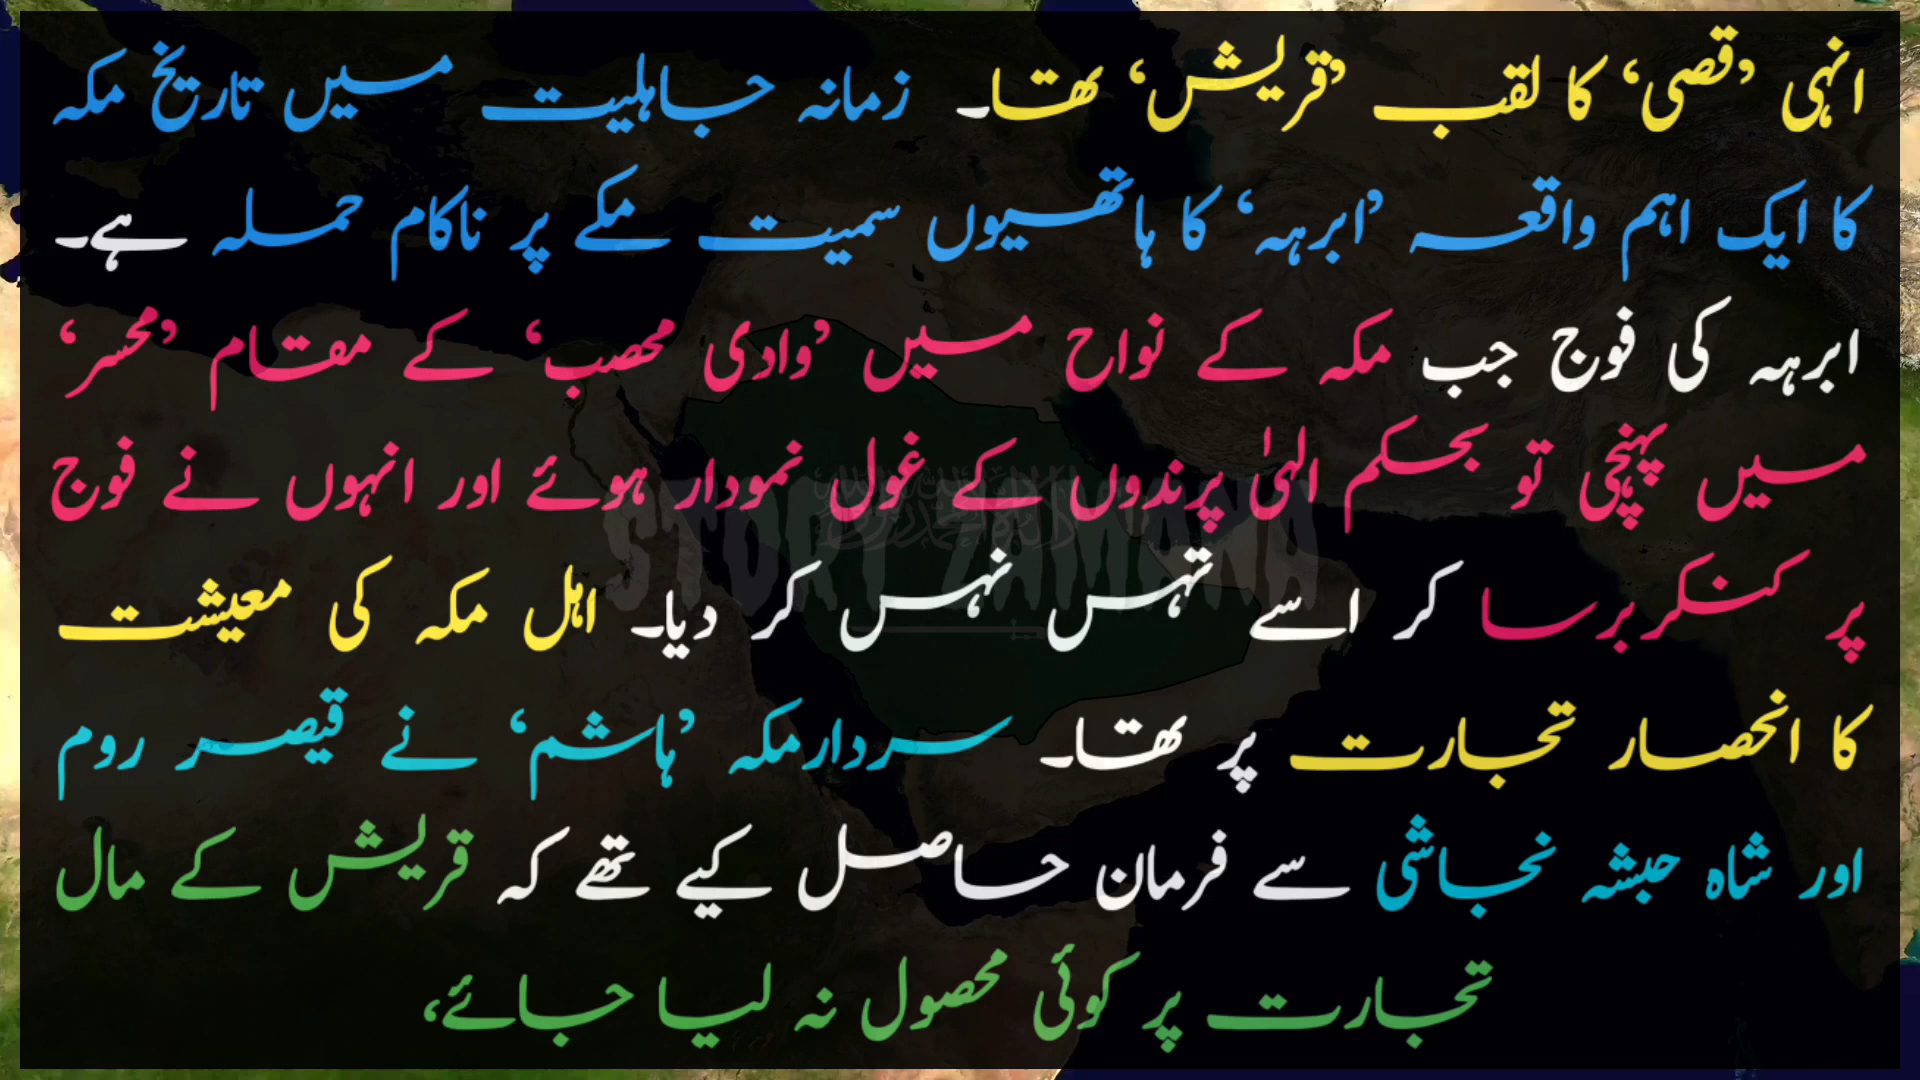 انہی ’قصی‘ کا لقب ’قریش‘ تھا۔ زمانہ جاہلیت میں تاریخ مکہ
کا ایک اہم واقعہ ’ابرہہ‘ کا ہاتھیوں سمیت مکے پر ناکام حملہ ہے۔
ابرہہ کی فوج جب مکہ کے نواح میں ’وادی محصب‘ کے مقام ’محسر‘
میں پہنچی تو بحکم الہیٰ پرندوں کے غول نمودار ہوئے اور انہوں نے فوج
پر کنکربرسا کر اسے تہس نہس کر دیا۔ اہل مکہ کی معیشت
کا انحصار تجارت پر تھا۔ سردارمکہ ’ہاشم‘ نے قیصر روم
اور شاہ حبشہ نجاشی سے فرمان حاصل کیے تھے کہ قریش کے مال
تجارت پر کوئی محصول نہ لیا جائے،
STORY ZAMANA